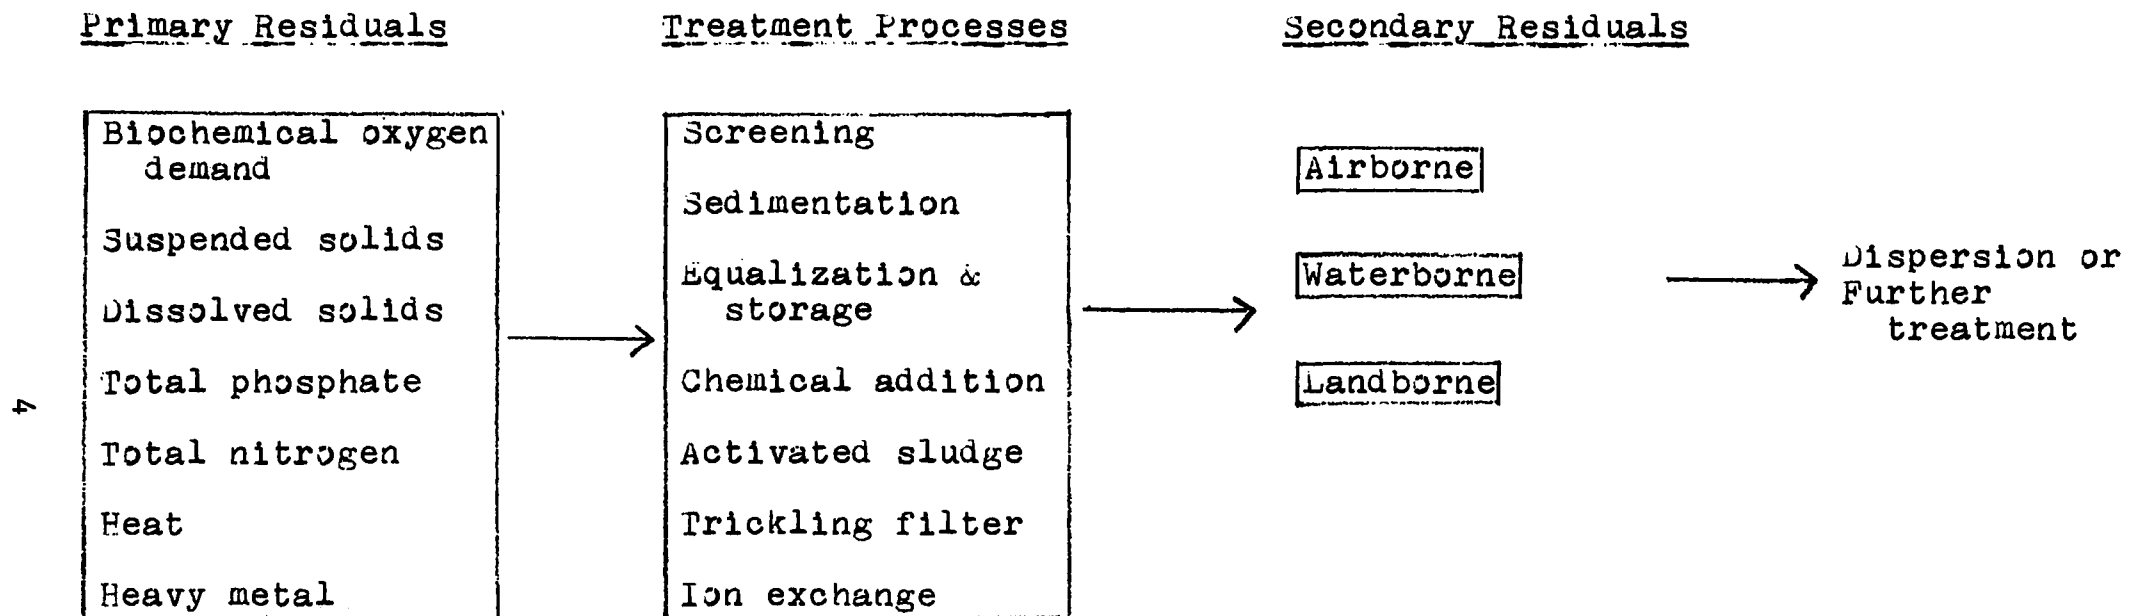 Primary Residuals
Treatment Processes
Secondary Residuals
Biochemical oxygen
demand
Suspended solids
Dissolved solids
Total phosphate
Total nitrogen
Heat
Heavy metal
Screening
Sedimentation
Equalization &
storage
Chemical addition
Activated sludge
Trickling filter
Ion exchange
Airborne
Waterborne
Landborne
Dispersion or
Further
treatment
4